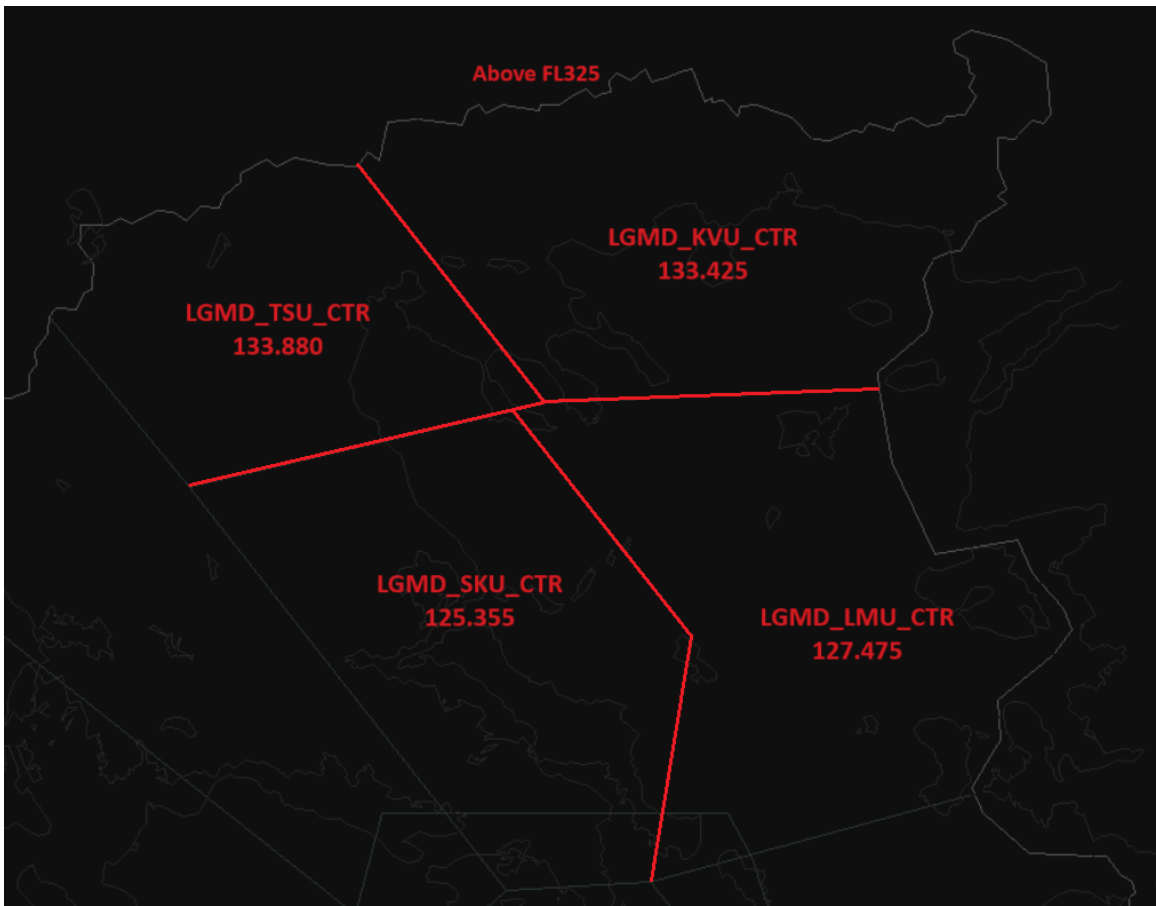 Above FL325
LGMD_KVU_CTR
133.425
LGMD_TSU_CTR
133.880
LGMD_SKU_CTR
125.355
LGMD_LMU_CTR
127.475